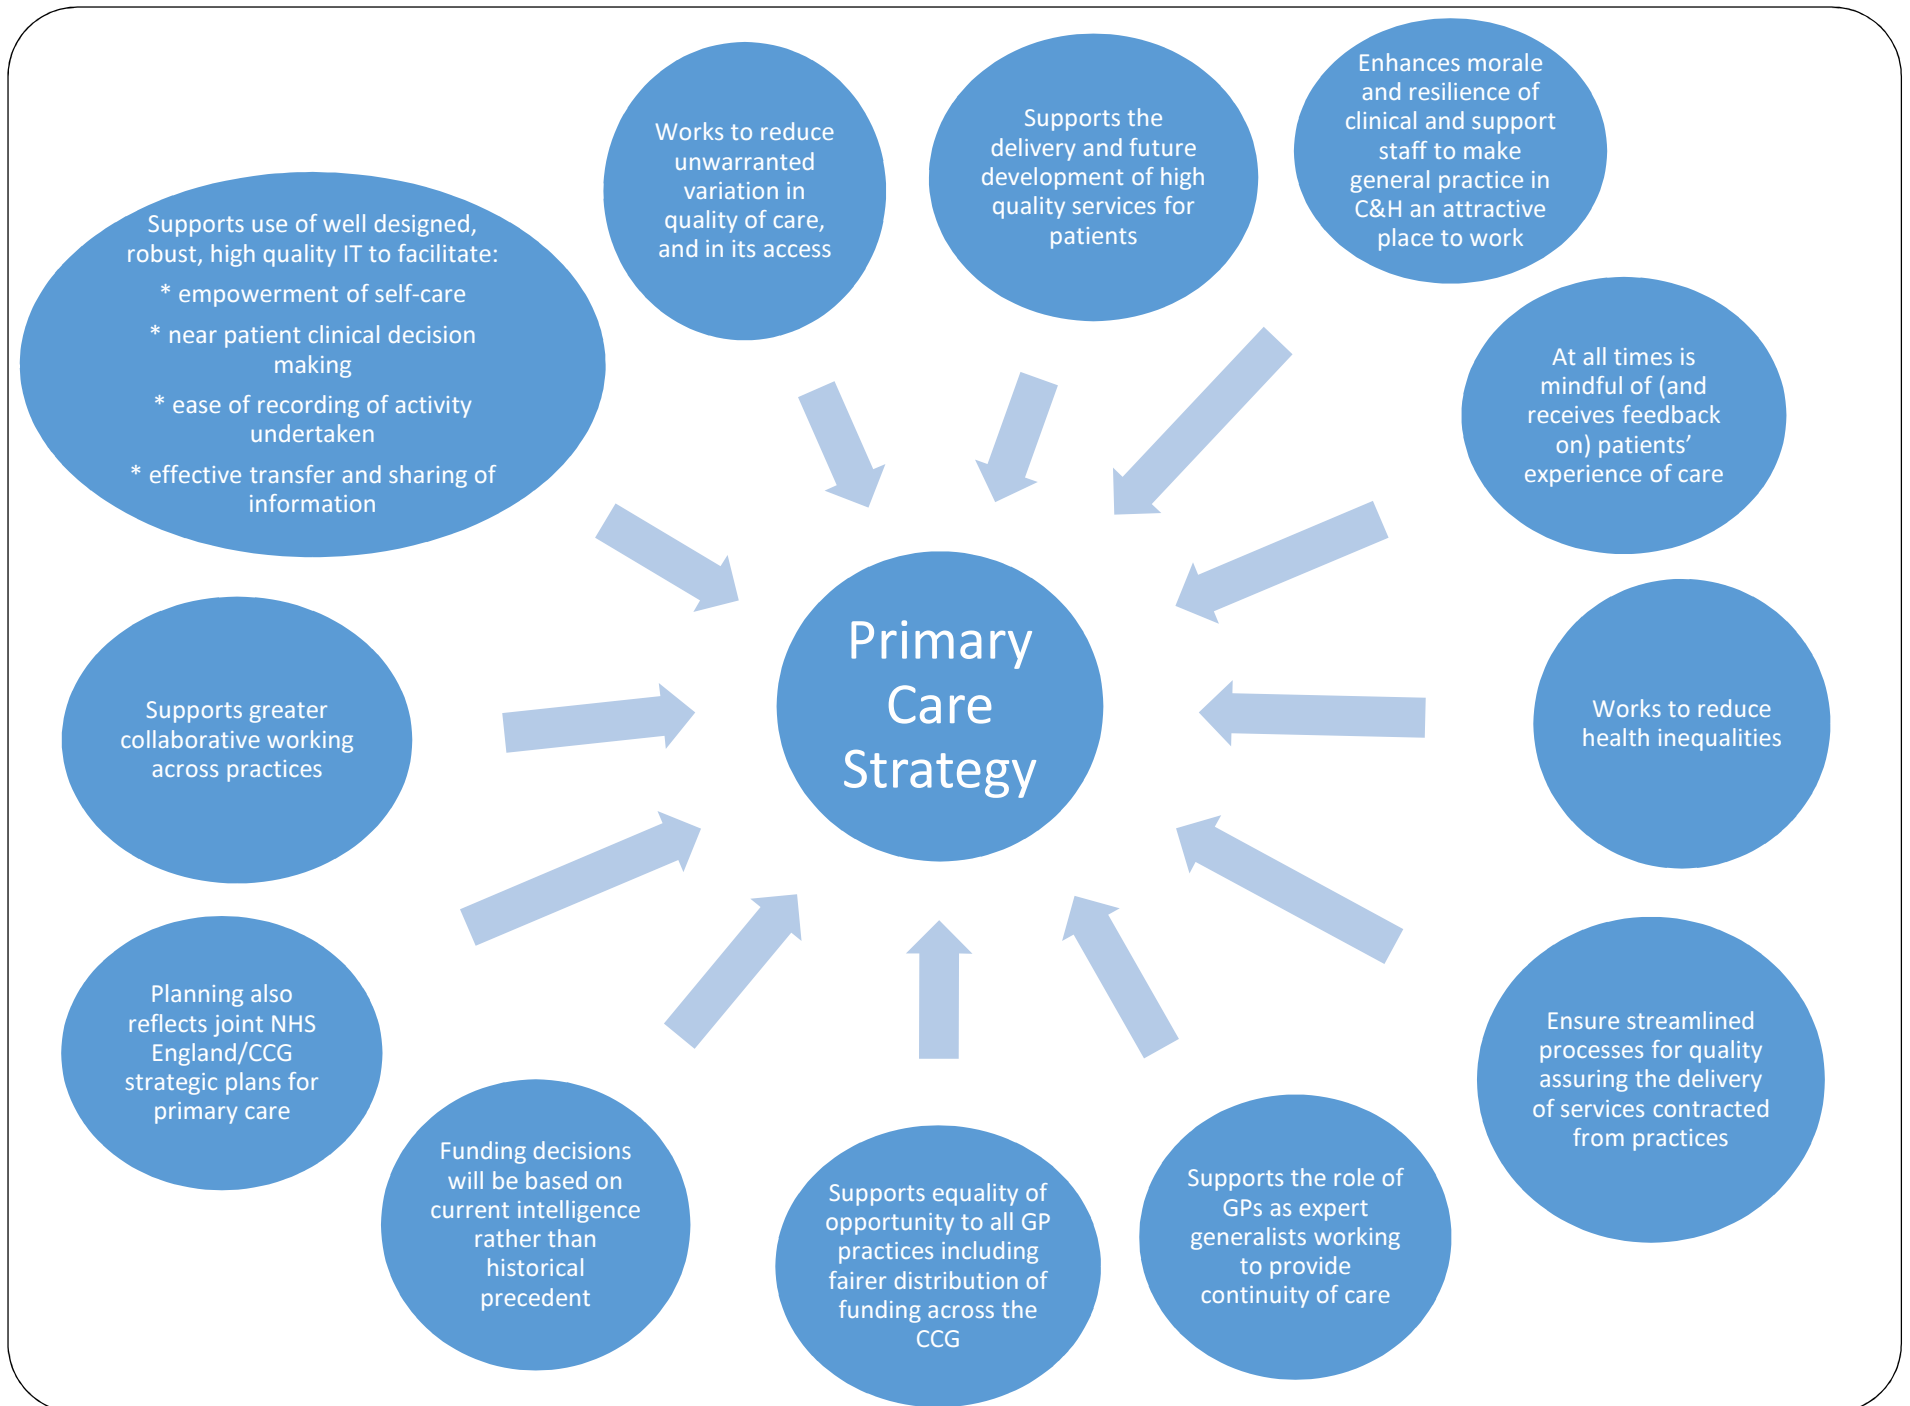 Works to reduce
unwarranted
variation in
quality of care,
and in its access
Supports the
delivery and future
development of high
quality services for
patients
Enhances morale
and resilience of
clinical and support
staff to make
general practice in
C&H an attractive
place to work
At all times is
mindful of (and
receives feedback
on) patients’
experience of care
Works to reduce
health inequalities
Ensure streamlined
processes for quality
assuring the delivery
of services contracted
from practices
Supports the role of
GPs as expert
generalists working
to provide
continuity of care
Supports equality of
opportunity to all GP
practices including
fairer distribution of
funding across the
CCG
Funding decisions
will be based on
current intelligence
rather than
historical
precedent
Planning also
reflects joint NHS
England/CCG
strategic plans for
primary care
Supports greater
collaborative working
across practices
Supports use of well designed,
robust, high quality IT to facilitate:
* empowerment of self-care
* near patient clinical decision
making
* ease of recording of activity
undertaken
* effective transfer and sharing of
information
Primary
Care
Strategy